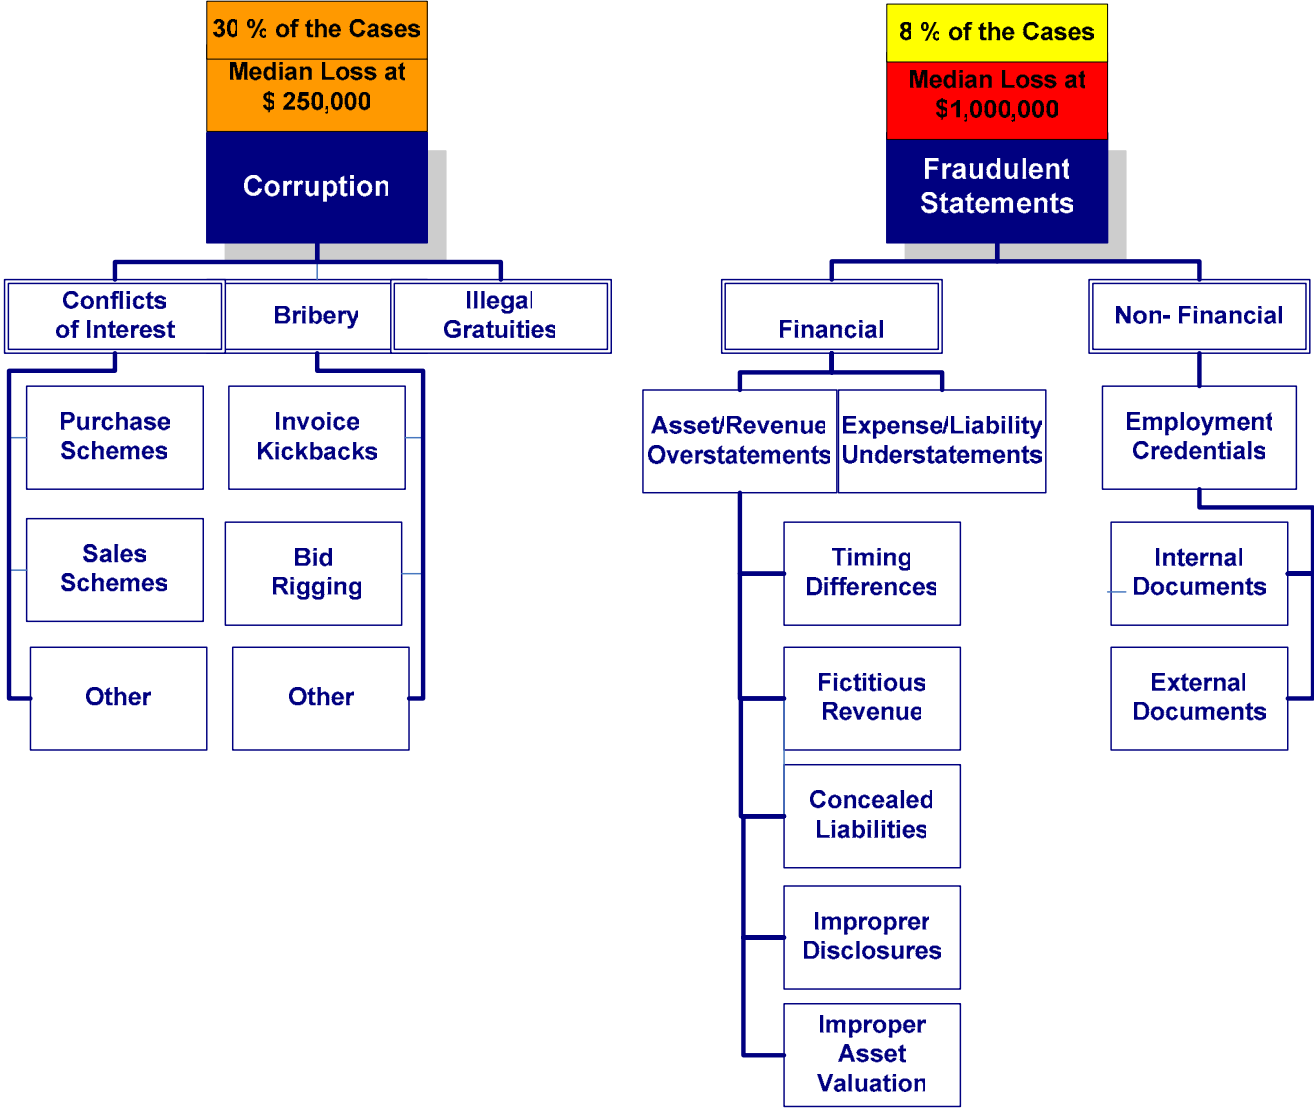 30 % of the Cases
Median Loss at
$ 250,000
Corruption
Conflicts
of Interest
Bribery
Illegal
Gratuities
Purchase
Schemes
Invoice
Kickbacks
Sales
Schemes
Bid
Rigging
Other
Other
8 % of the Cases
Median Loss at
$1,000,000
Fraudulent
Statements
Financial
Non- Financial
Asset/Revenue
Overstatements
Expense/Liability
Understatements
Employment
Credentials
Timing
Differences
Internal
Documents
Fictitious
Revenue
External
Documents
Concealed
Liabilities
Improprer
Disclosures
Improper
Asset
Valuation